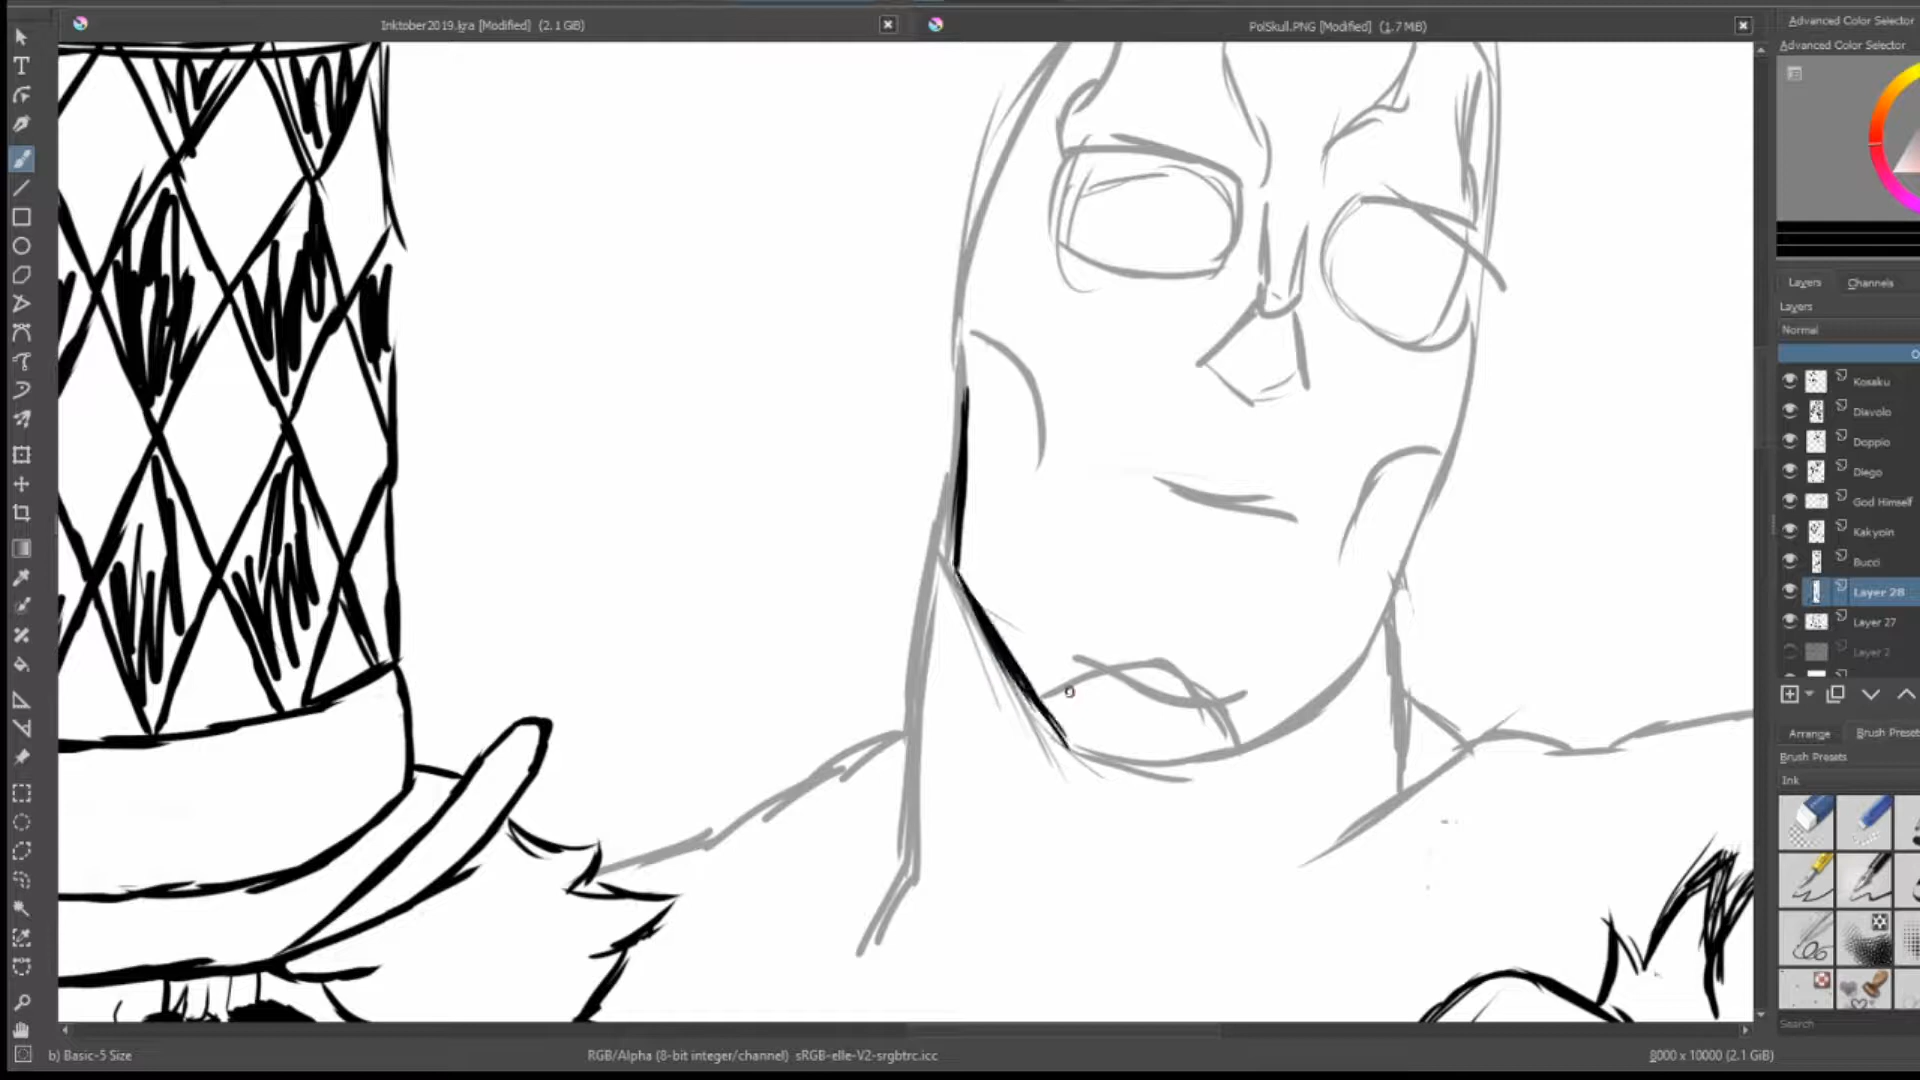 Inktober2019.kra [Modified] (2.1 GiB)
PolSkull.PNG [Modified] (1.7 MiB)
Advanced Color Selector
Advanced Color Selector
Layers Channels
Layers
Normal
Kosaku
Diavolo
Doppio
Diego
God Himself
Kakyoin
Bucci
Layer 28
Layer 27
Layer 2
Arrange Brush Presets
Brush Presets
Ink
Search
b) Basic-5 Size
RGB/Alpha (8-bit integer/channel) sRGB-elle-V2-srgbtrc.icc
8000 x 10000 (2.1 GiB)